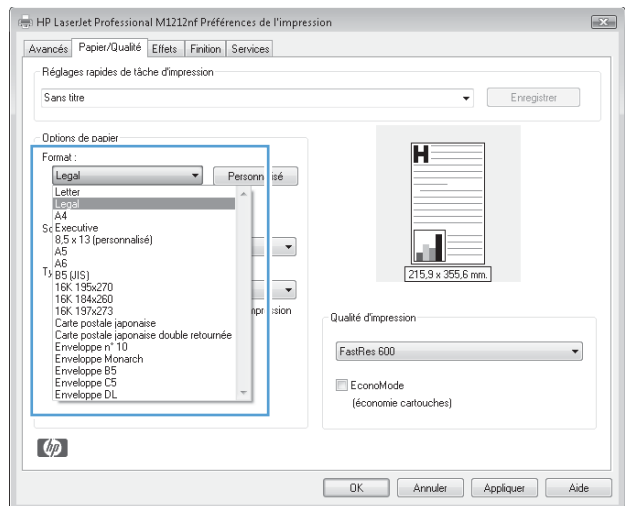 HP LaserJet Professional M1212nf Préférences de l'impression
Avancés Papier/Qualité Effets Finition Services
Réglages rapides de tâche d'impression
Sans titre
Enregistrer
Options de papier
Format :
Legal
Personnalisé
Letter
Legal
A4
Executive
8,5 x 13 (personnalisé)
A5
A6
B5 (JIS)
16K 195x270
16K 184x260
16K 197x273
Carte postale japonaise
Carte postale japonaise double retournée
Enveloppe n° 10
Enveloppe Monarch
Enveloppe B5
Enveloppe C5
Enveloppe DL
H
215,9 x 355,6 mm.
Qualité d'impression
FastRes 600
EconoMode
(économie cartouches)
hp
OK Annuler Appliquer Aide